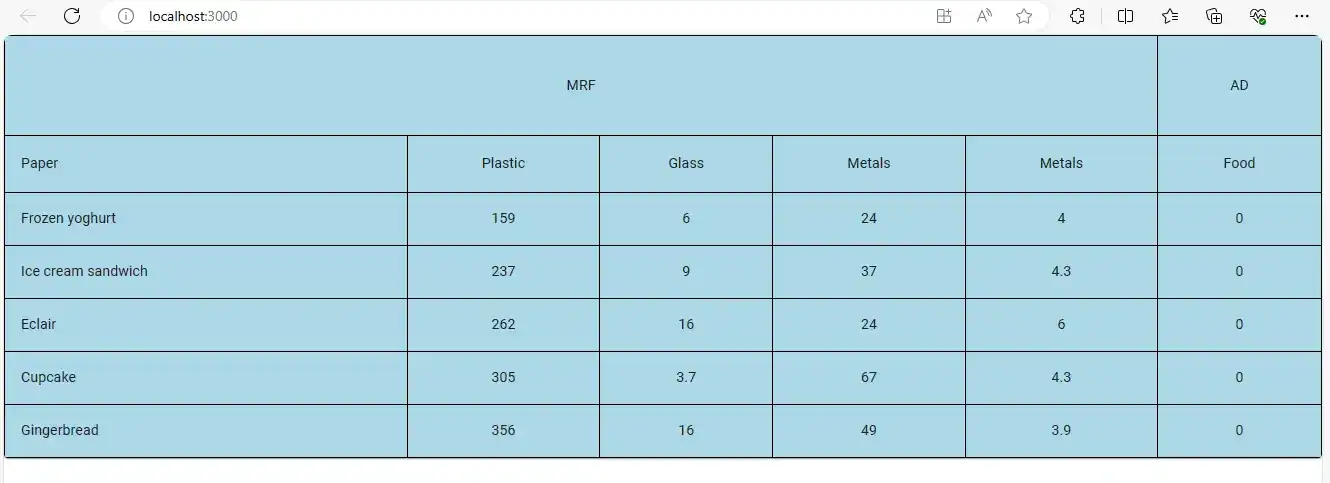 localhost:3000
MRF AD
Paper Plastic Glass Metals Metals Food
Frozen yoghurt 159 6 24 4 0
Ice cream sandwich 237 9 37 4.3 0
Eclair 262 16 24 6 0
Cupcake 305 3.7 67 4.3 0
Gingerbread 356 16 49 3.9 0